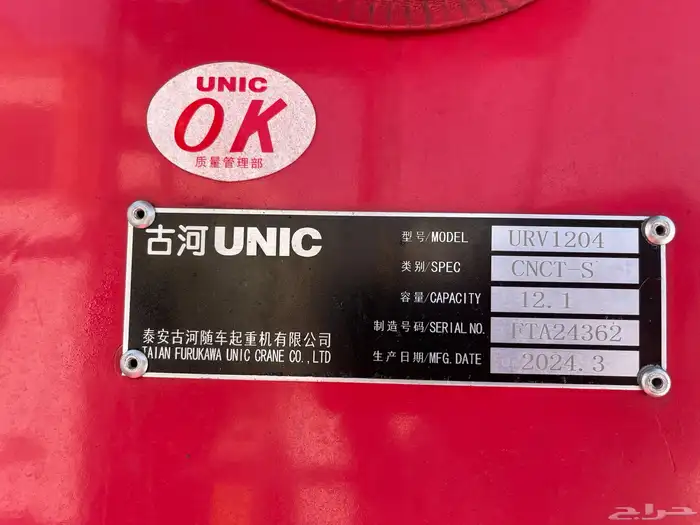 UNIC
OK
质量管理部
古河UNIC
型号/MODEL URV1204
类别/SPEC CNCT-S
容量/CAPACITY 12.1
制造号码/SERIAL NO. FTA24362
生产日期/MFG. DATE 2024.3
泰安古河随车起重机有限公司
TAIAN FURUKAWA UNIC CRANE CO., LTD
حراج